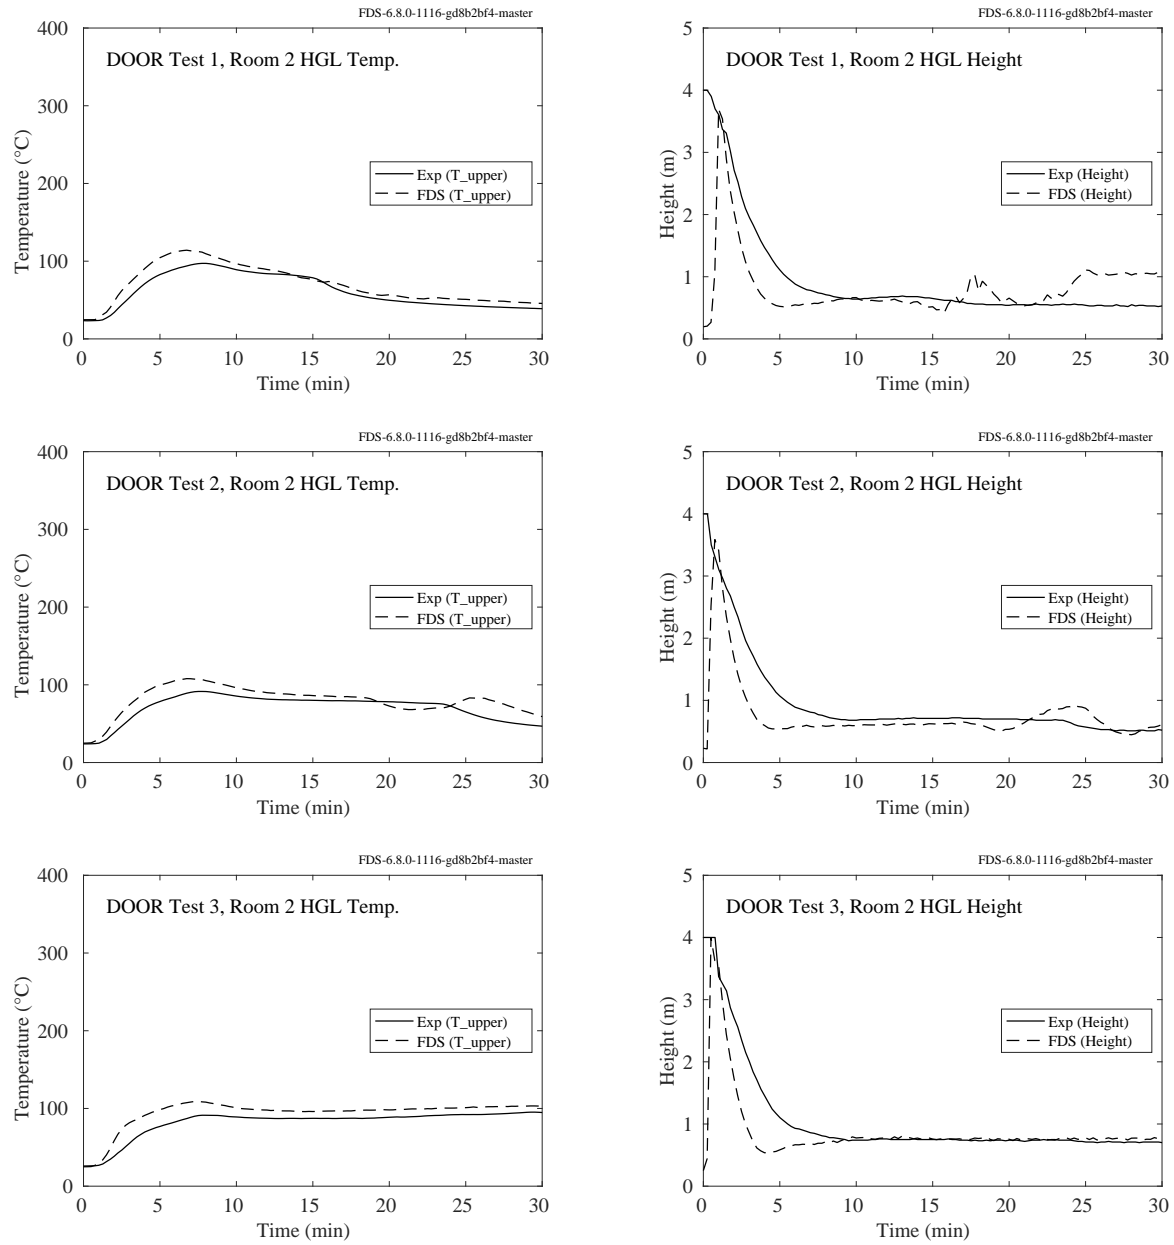 FDS-6.8.0-1116-gd8b2bf4-master
DOOR Test 1, Room 2 HGL Temp.
Exp (T_upper)
FDS (T_upper)
Temperature (°C)
400
300
200
100
0
0 5 10 15 20 25 30
Time (min)
FDS-6.8.0-1116-gd8b2bf4-master
DOOR Test 1, Room 2 HGL Height
Exp (Height)
FDS (Height)
Height (m)
5
4
3
2
1
0
0 5 10 15 20 25 30
Time (min)
FDS-6.8.0-1116-gd8b2bf4-master
DOOR Test 2, Room 2 HGL Temp.
Exp (T_upper)
FDS (T_upper)
Temperature (°C)
400
300
200
100
0
0 5 10 15 20 25 30
Time (min)
FDS-6.8.0-1116-gd8b2bf4-master
DOOR Test 2, Room 2 HGL Height
Exp (Height)
FDS (Height)
Height (m)
5
4
3
2
1
0
0 5 10 15 20 25 30
Time (min)
FDS-6.8.0-1116-gd8b2bf4-master
DOOR Test 3, Room 2 HGL Temp.
Exp (T_upper)
FDS (T_upper)
Temperature (°C)
400
300
200
100
0
0 5 10 15 20 25 30
Time (min)
FDS-6.8.0-1116-gd8b2bf4-master
DOOR Test 3, Room 2 HGL Height
Exp (Height)
FDS (Height)
Height (m)
5
4
3
2
1
0
0 5 10 15 20 25 30
Time (min)